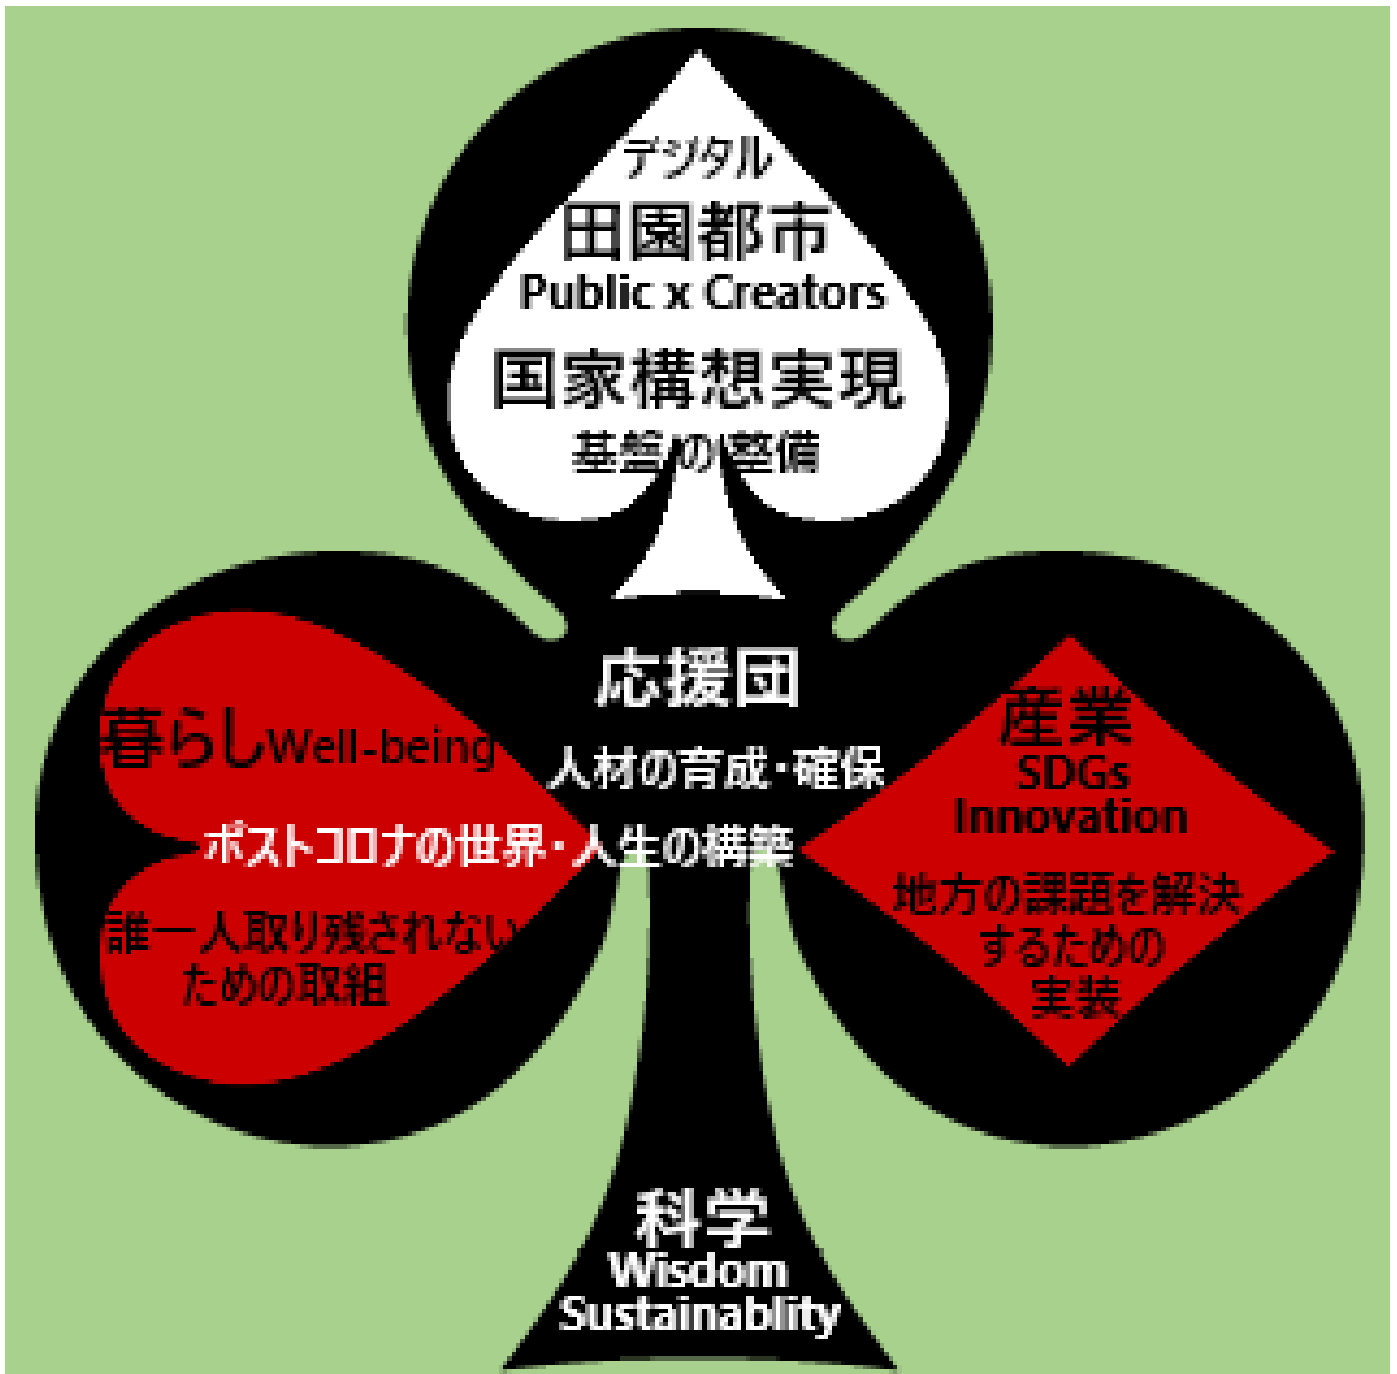 デジタル
田園都市
Public x Creators
国家構想実現
基盤の整備
応援団
人材の育成・確保
ポストコロナの世界・人生の構築
暮らしWell-being
誰一人取り残されない
ための取組
産業
SDGs
Innovation
地方の課題を解決
するための
実装
科学
Wisdom
Sustainablity